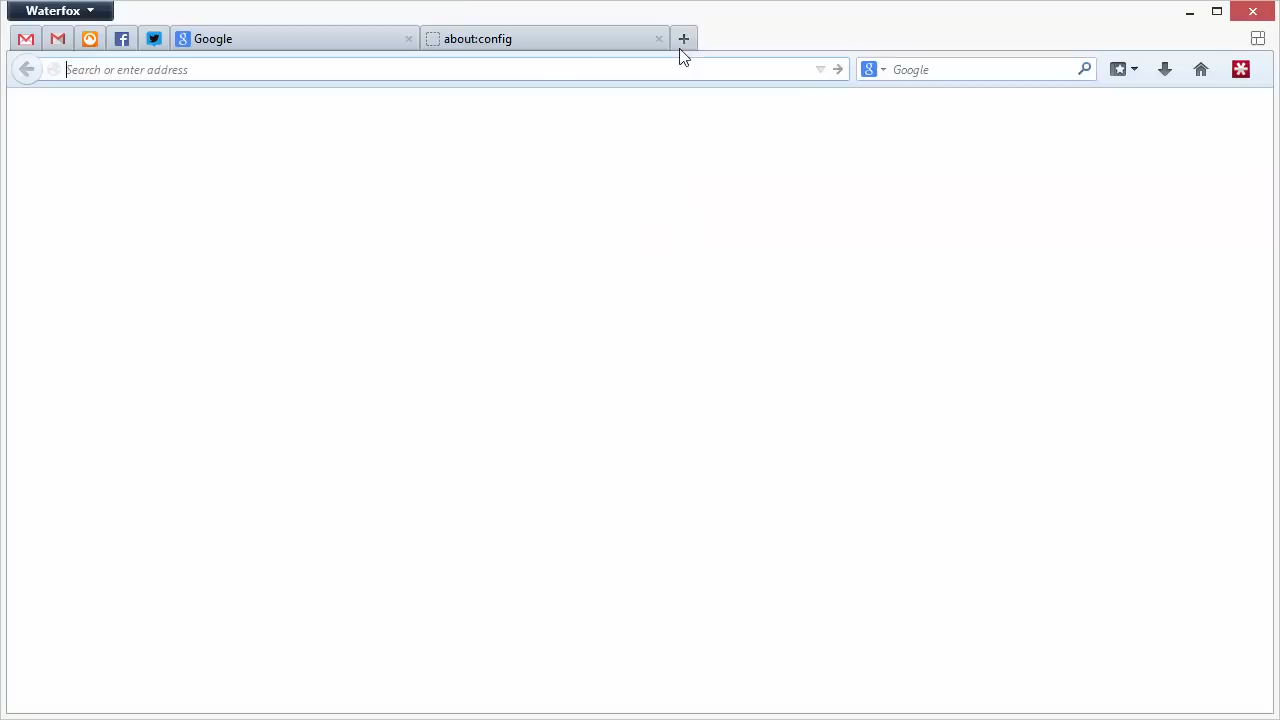 Waterfox
Google
about:config
Search or enter address
Google